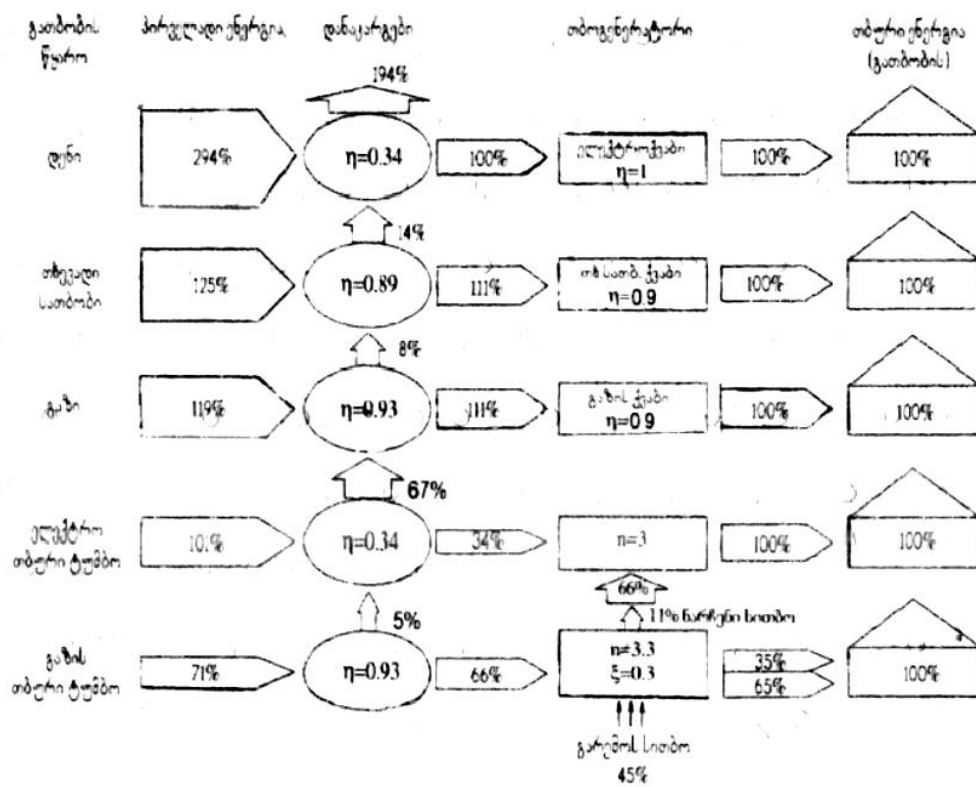 გათბობის წყარო
პირველადი ენერგია
დანაკარგები
თბოგენერატორი
თბური ენერგია (გათბობის)
194%
დენი
294%
η=0.34
100%
ელექტროქვაბი
η=1
100%
100%
14%
თხევადი სათბობი
125%
η=0.89
111%
თხ სათბ. ქვაბი
η=0.9
100%
100%
8%
გაზი
119%
η=0.93
111%
გაზის ქვაბი
η=0 9
100%
100%
67%
ელექტრო თბური ტუმბო
101%
η=0.34
34%
n=3
100%
100%
66%
5%
11% ნარჩენი სითბო
გაზის თბური ტუმბო
71%
η=0.93
66%
n=3.3
ξ=0.3
35%
65%
100%
გარემოს სითბო
45%